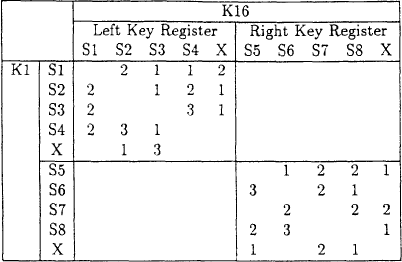 K16
Left Key Register Right Key Register
S1 S2 S3 S4 X S5 S6 S7 S8 X
K1 S1 2 1 1 2
S2 2 1 2 1
S3 2 3 1
S4 2 3 1
X 1 3
S5 1 2 2 1
S6 3 2 1
S7 2 2 2
S8 2 3 1
X 1 2 1